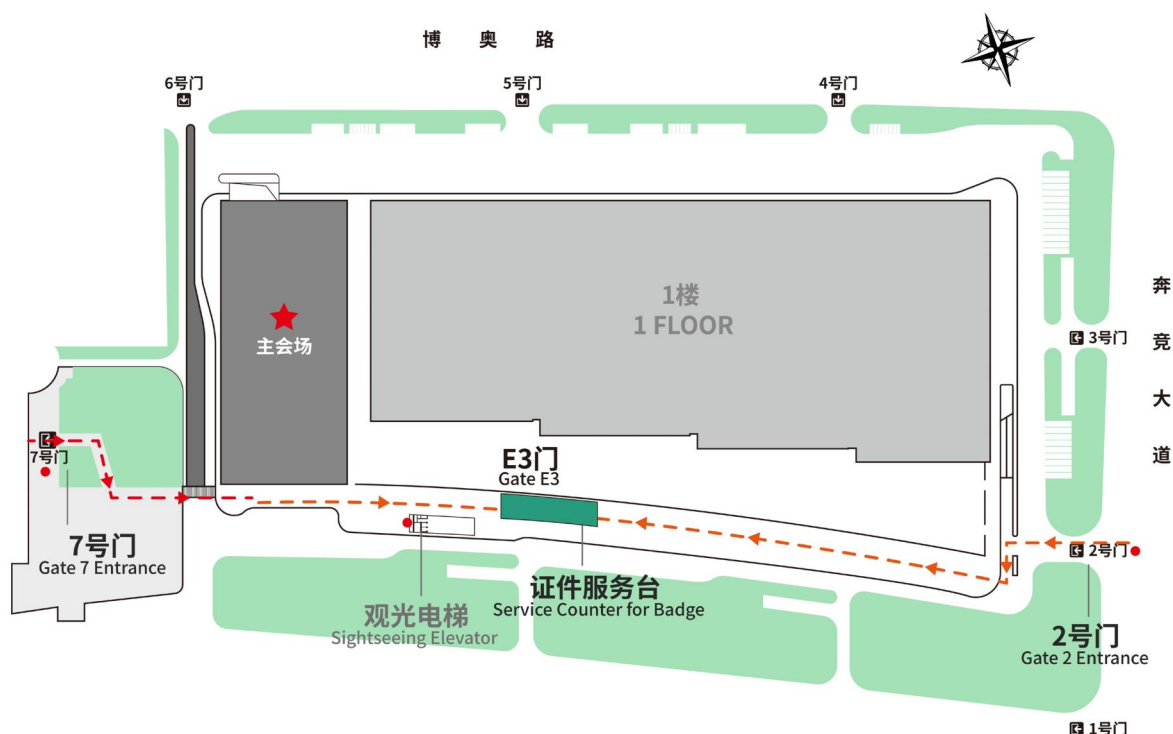 博奥路
6号门
5号门
4号门
奔竞大道
1楼
1 FLOOR
主会场
3号门
7号门
E3门
Gate E3
7号门
Gate 7 Entrance
2号门
证件服务台
Service Counter for Badge
观光电梯
Sightseeing Elevator
2号门
Gate 2 Entrance
1号门